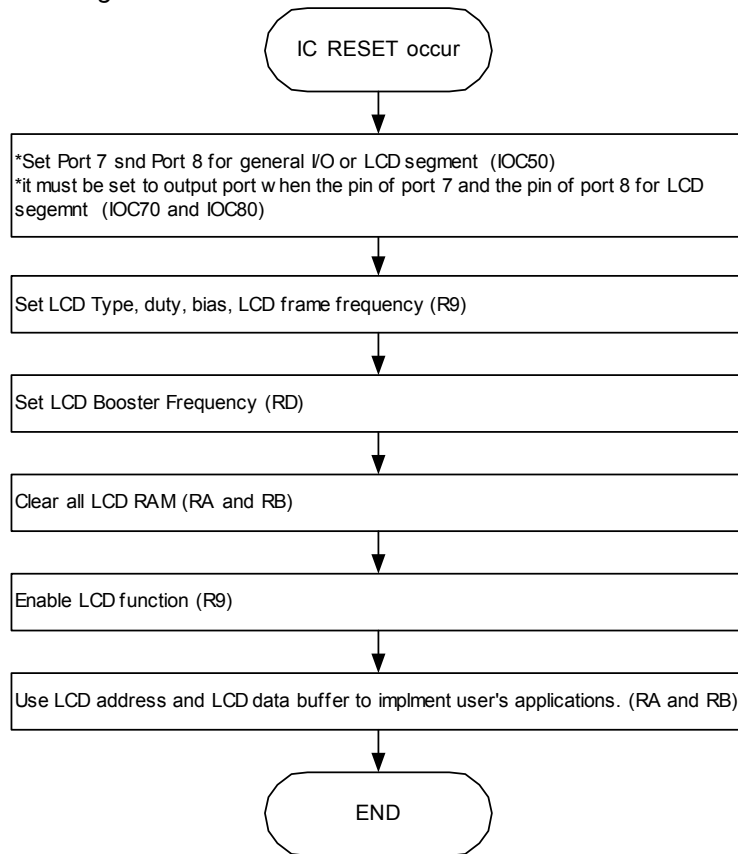 IC RESET occur
*Set Port 7 snd Port 8 for general I/O or LCD segment (IOC50)
*it must be set to output port when the pin of port 7 and the pin of port 8 for LCD
segemnt (IOC70 and IOC80)
Set LCD Type, duty, bias, LCD frame frequency (R9)
Set LCD Booster Frequency (RD)
Clear all LCD RAM (RA and RB)
Enable LCD function (R9)
Use LCD address and LCD data buffer to implment user's applications. (RA and RB)
END